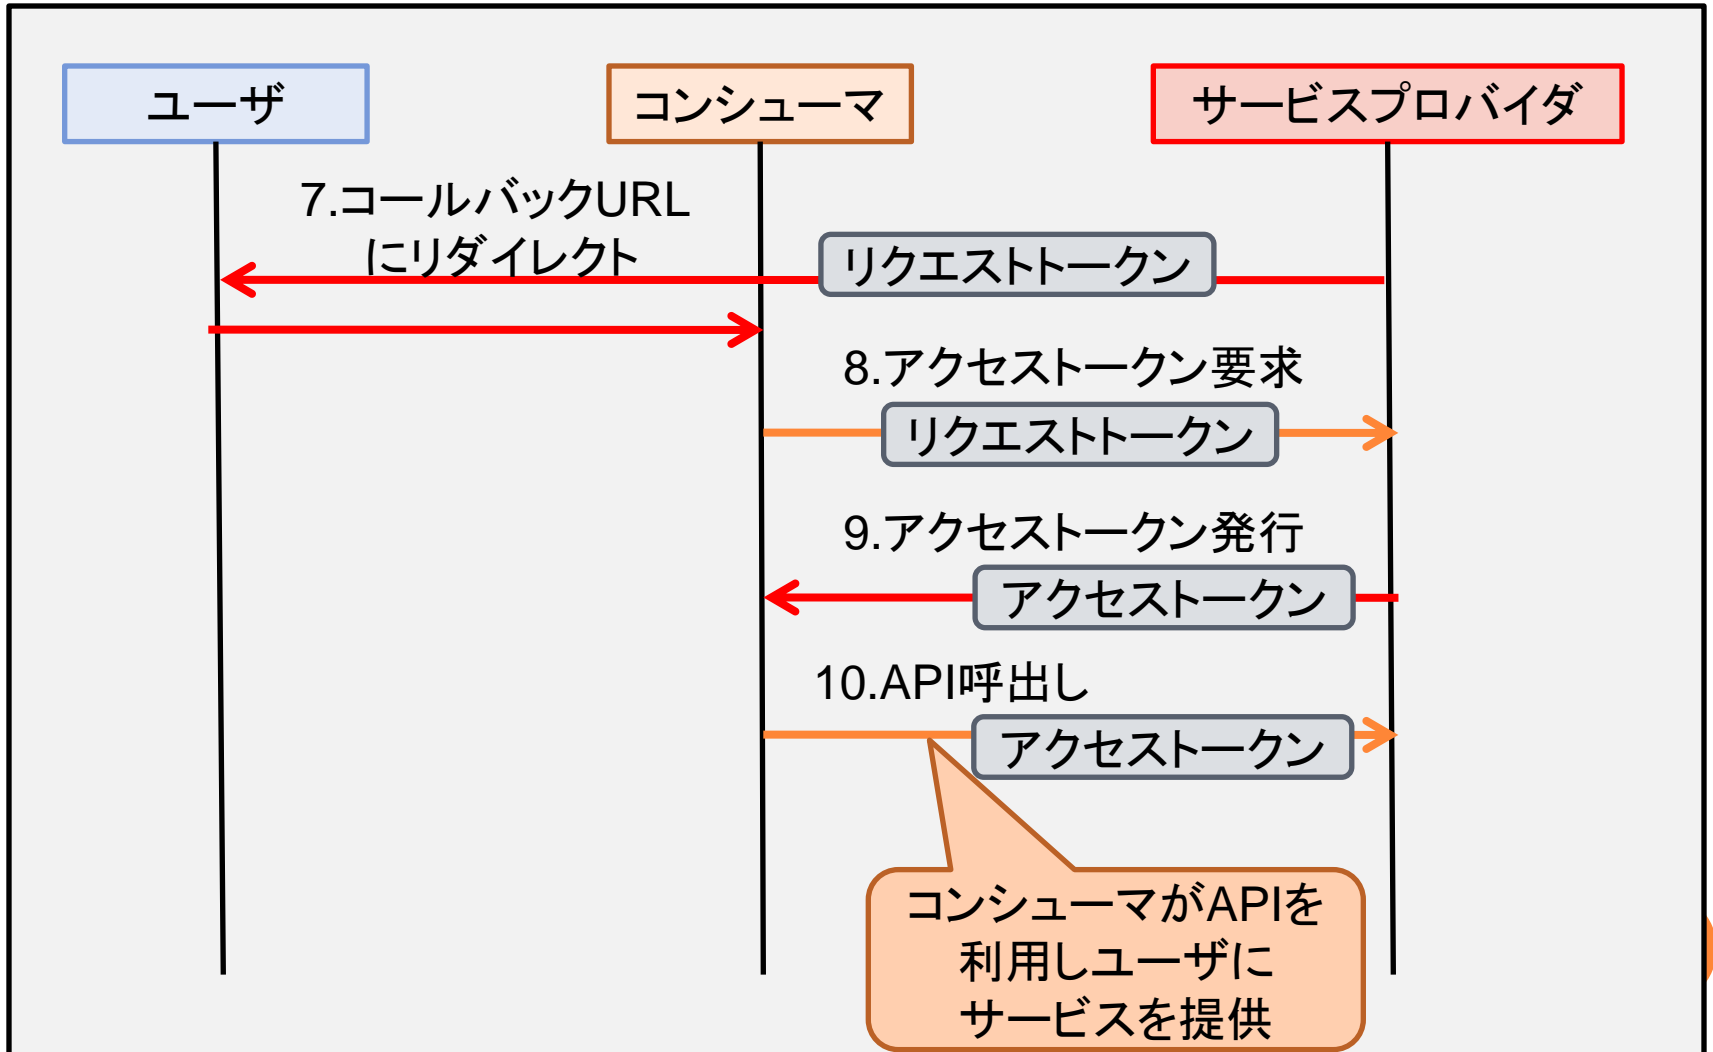 ユーザ
コンシューマ
サービスプロバイダ
7.コールバックURL
にリダイレクト
リクエストトークン
8.アクセストークン要求
リクエストトークン
9.アクセストークン発行
アクセストークン
10.API呼出し
アクセストークン
コンシューマがAPIを
利用しユーザに
サービスを提供